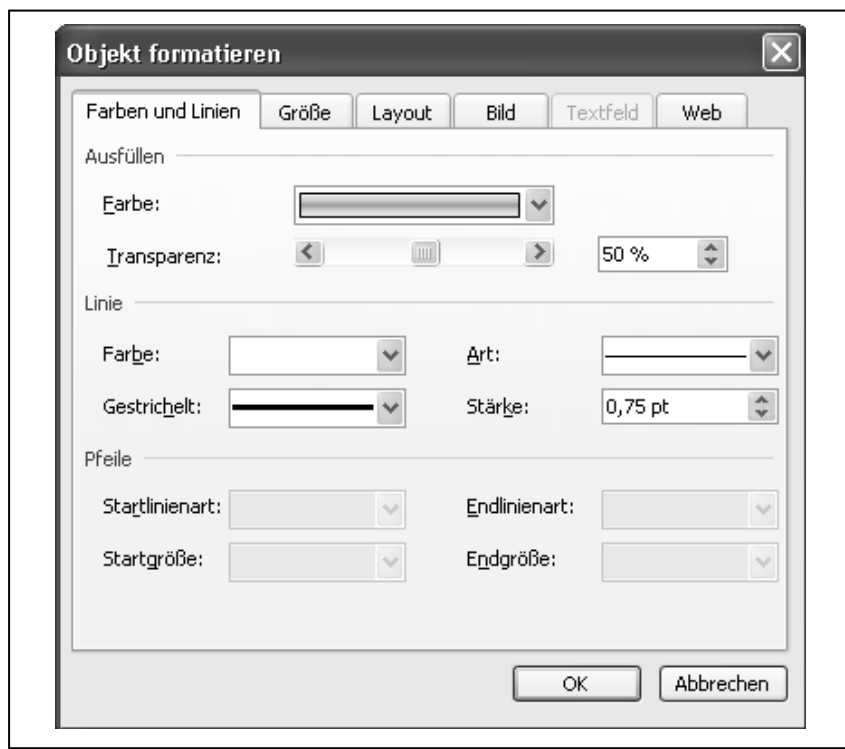 Objekt formatieren
Farben und Linien Größe Layout Bild Textfeld Web
Ausfüllen
Farbe:
Transparenz: 50 %
Linie
Farbe: Art:
Gestrichelt: Stärke: 0,75 pt
Pfeile
Startlinienart: Endlinienart:
Startgröße: Endgröße:
OK Abbrechen